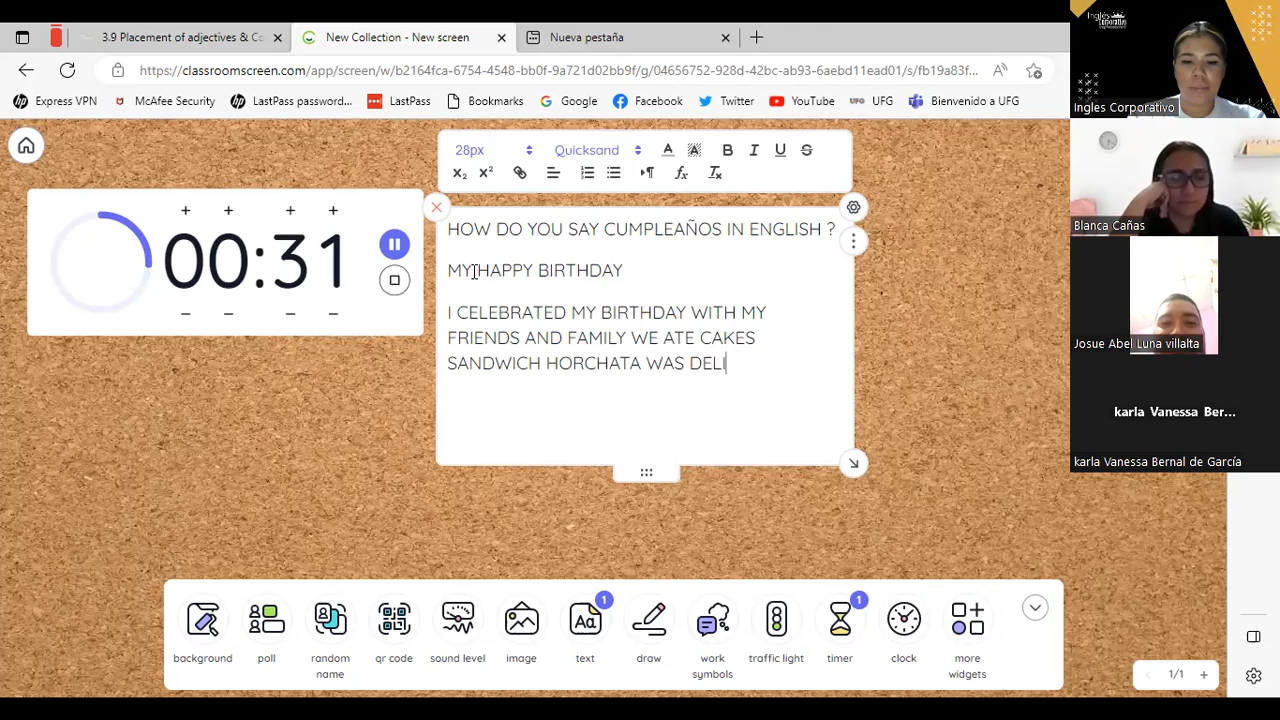 3.9 Placement of adjectives & Co
New Collection - New screen
Nueva pestaña
https://classroomscreen.com/app/screen/w/b2164fca-6754-4548-bb0f-9a721d02bb9f/g/04656752-928d-42bc-ab93-6aebd11ead01/s/fb19a83f...
Express VPN
McAfee Security
LastPass password...
LastPass
Bookmarks
Google
Facebook
Twitter
YouTube
UFG
Bienvenido a UFG
28px
Quicksand
00:31
HOW DO YOU SAY CUMPLEAÑOS IN ENGLISH ?
MY HAPPY BIRTHDAY
I CELEBRATED MY BIRTHDAY WITH MY
FRIENDS AND FAMILY WE ATE CAKES
SANDWICH HORCHATA WAS DELI
background
poll
random
name
qr code
sound level
image
1
text
draw
work
symbols
traffic light
1
timer
clock
more
widgets
1/1
Inglés
Corporativo
Ingles Corporativo
Blanca Cañas
Josue Abel Luna villalta
karla Vanessa Ber...
karla Vanessa Bernal de García